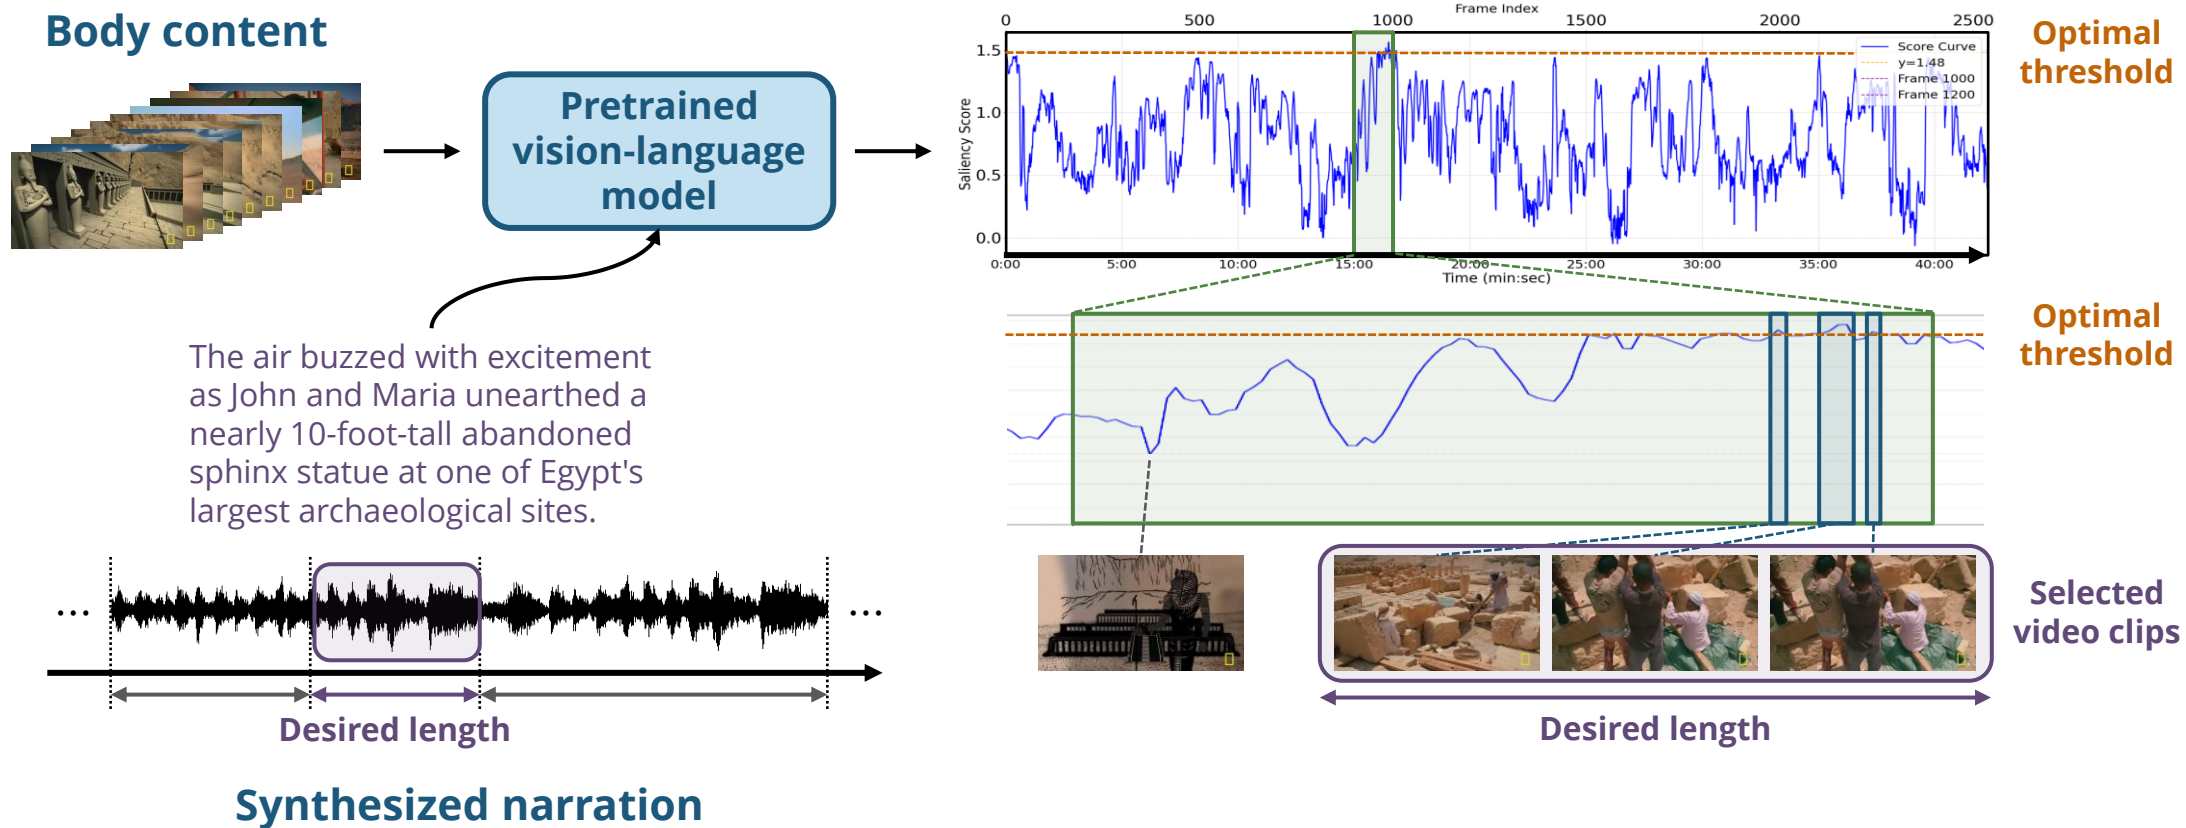 Body content
Pretrained
vision-language
model
The air buzzed with excitement
as John and Maria unearthed a
nearly 10-foot-tall abandoned
sphinx statue at one of Egypt's
largest archaeological sites.
...
...
Desired length
Synthesized narration
Frame Index
0 500 1000 1500 2000 2500
Saliency Score
1.5
1.0
0.5
0.0
Score Curve
y=1.48
Frame 1000
Frame 1200
0:00 5:00 10:00 15:00 20:00 25:00 30:00 35:00 40:00
Time (min:sec)
Optimal
threshold
Optimal
threshold
Selected
video clips
Desired length